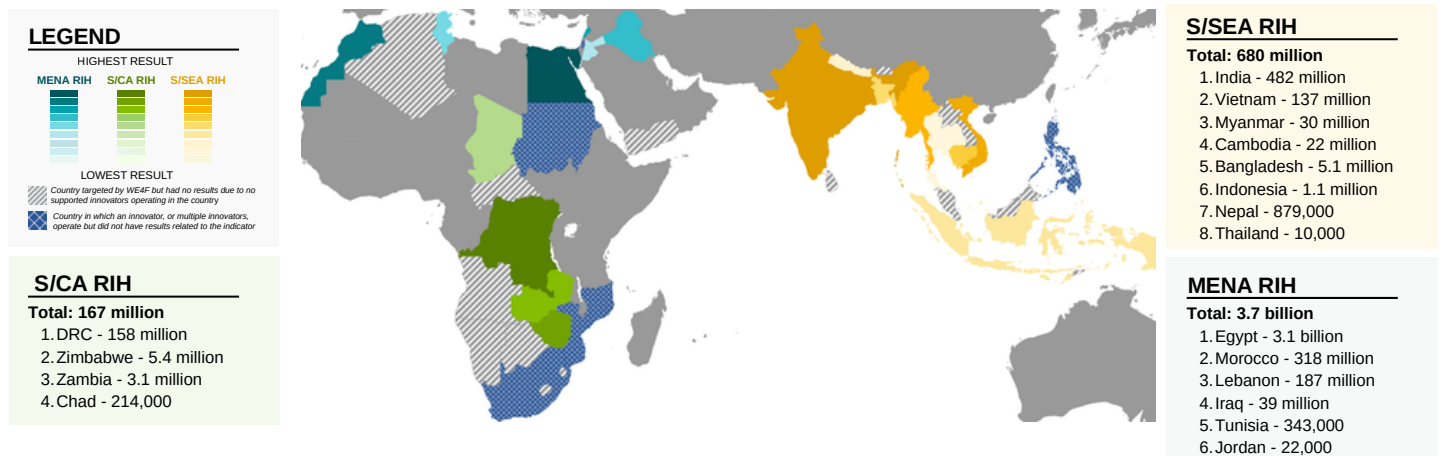 LEGEND
HIGHEST RESULT
MENA RIH S/CA RIH S/SEA RIH
LOWEST RESULT
Country targeted by WE4F but had no results due to no
supported innovators operating in the country
Country in which an innovator, or multiple innovators,
operate but did not have results related to the indicator
S/CA RIH
Total: 167 million
1. DRC - 158 million
2. Zimbabwe - 5.4 million
3. Zambia - 3.1 million
4. Chad - 214,000
S/SEA RIH
Total: 680 million
1. India - 482 million
2. Vietnam - 137 million
3. Myanmar - 30 million
4. Cambodia - 22 million
5. Bangladesh - 5.1 million
6. Indonesia - 1.1 million
7. Nepal - 879,000
8. Thailand - 10,000
MENA RIH
Total: 3.7 billion
1. Egypt - 3.1 billion
2. Morocco - 318 million
3. Lebanon - 187 million
4. Iraq - 39 million
5. Tunisia - 343,000
6. Jordan - 22,000